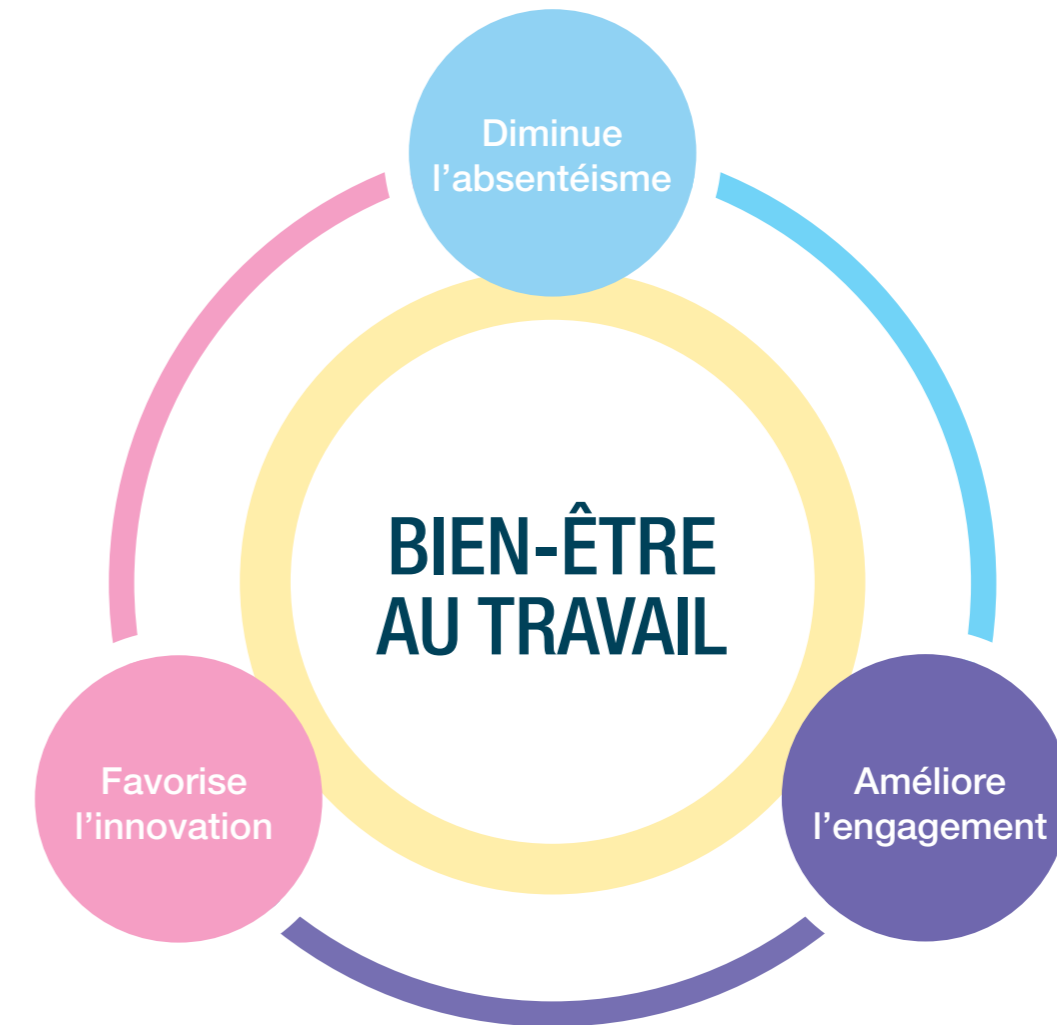 Diminue
l’absentéisme
BIEN-ÊTRE
AU TRAVAIL
Favorise
l’innovation
Améliore
l’engagement